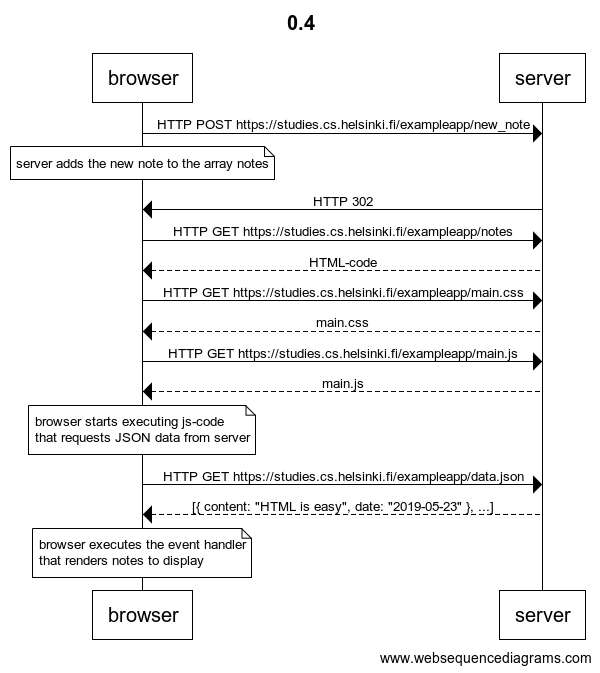 0.4
browser
server
HTTP POST https://studies.cs.helsinki.fi/exampleapp/new_note
server adds the new note to the array notes
HTTP 302
HTTP GET https://studies.cs.helsinki.fi/exampleapp/notes
HTML-code
HTTP GET https://studies.cs.helsinki.fi/exampleapp/main.css
main.css
HTTP GET https://studies.cs.helsinki.fi/exampleapp/main.js
main.js
browser starts executing js-code
that requests JSON data from server
HTTP GET https://studies.cs.helsinki.fi/exampleapp/data.json
[{ content: "HTML is easy", date: "2019-05-23" }, ...]
browser executes the event handler
that renders notes to display
browser
server
www.websequencediagrams.com